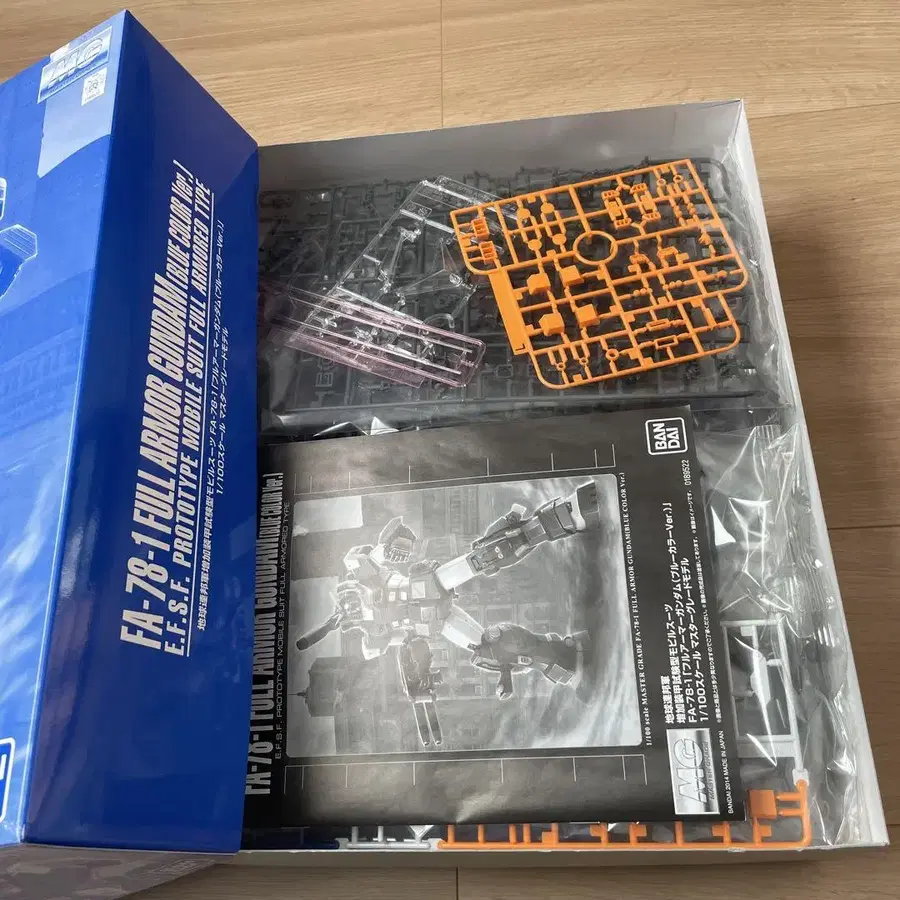 MG
FA-78-1 FULL ARMOR GUNDAM [BLUE COLOR Ver.]
E.F.S.F. PROTOTYPE MOBILE SUIT FULL ARMORED TYPE
地球連邦軍増加装甲試験型モビルスーツ FA-78-1「フルアーマーガンダム(ブルーカラーVer.)」
1/100スケール マスターグレードモデル
FA-78-1 FULL ARMOR GUNDAM [BLUE COLOR Ver.]
E.F.S.F. PROTOTYPE MOBILE SUIT FULL ARMORED TYPE
1/100 scale MASTER GRADE FA-78-1 FULL ARMOR GUNDAM(BLUE COLOR Ver.)
地球連邦軍
増加装甲試験型モビルスーツ
FA-78-1「フルアーマーガンダム(ブルーカラーVer.)」
1/100スケール マスターグレードモデル
MG
BANDAI 2014 MADE IN JAPAN
BAN
DAI
0189522